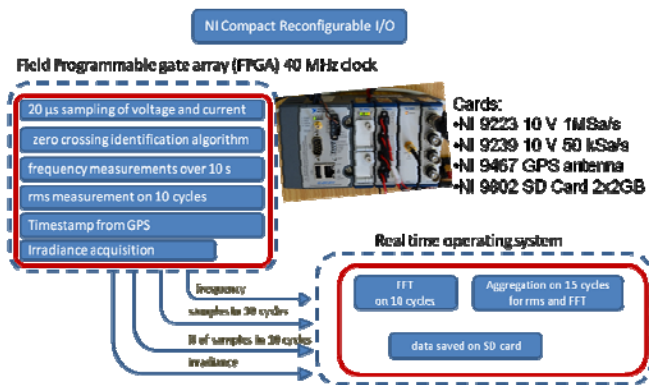 NI Compact Reconfigurable I/O
Field Programmable gate array (FPGA) 40 MHz clock
20 µs sampling of voltage and current
zero crossing identification algorithm
frequency measurements over 10 s
rms measurement on 10 cycles
Timestamp from GPS
Irradiance acquisition
Cards:
•NI 9223 10 V 1MSa/s
•NI 9239 10 V 50 kSa/s
•NI 9467 GPS antenna
•NI 9802 SD Card 2x2GB
Real time operating system
frequency
samples in 30 cycles
N of samples in 20 cycles
irradiance
FFT
on 10 cycles
Aggregation on 15 cycles
for rms and FFT
data saved on SD card